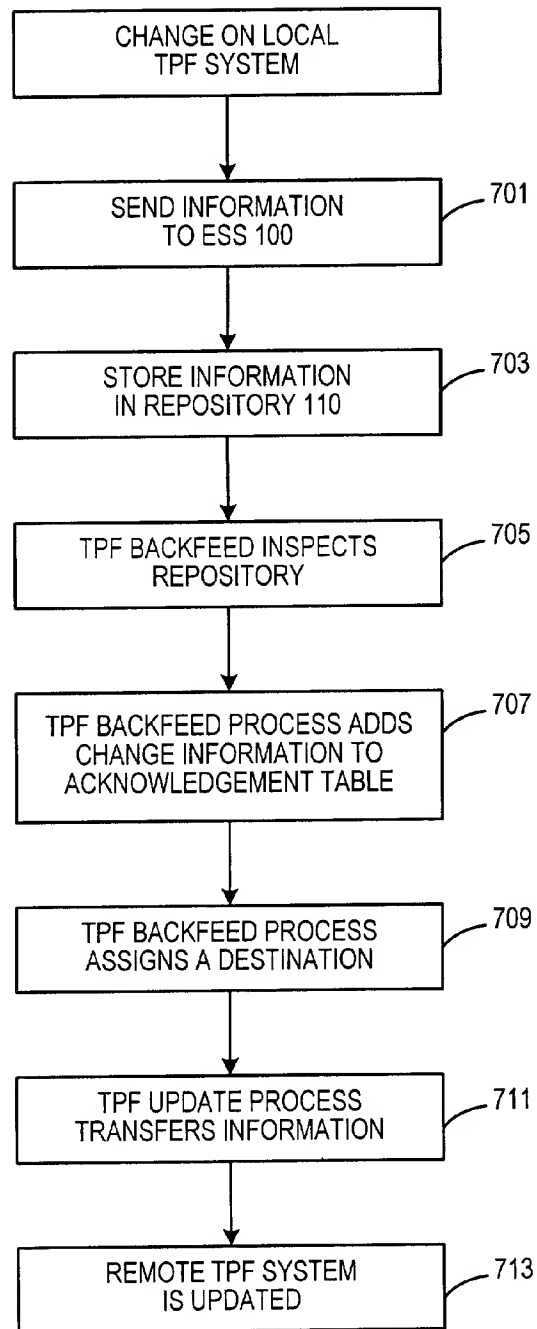 CHANGE ON LOCAL
TPF SYSTEM
SEND INFORMATION
TO ESS 100
701
STORE INFORMATION
IN REPOSITORY 110
703
TPF BACKFEED INSPECTS
REPOSITORY
705
TPF BACKFEED PROCESS ADDS
CHANGE INFORMATION TO
ACKNOWLEDGEMENT TABLE
707
TPF BACKFEED PROCESS
ASSIGNS A DESTINATION
709
TPF UPDATE PROCESS
TRANSFERS INFORMATION
711
REMOTE TPF SYSTEM
IS UPDATED
713